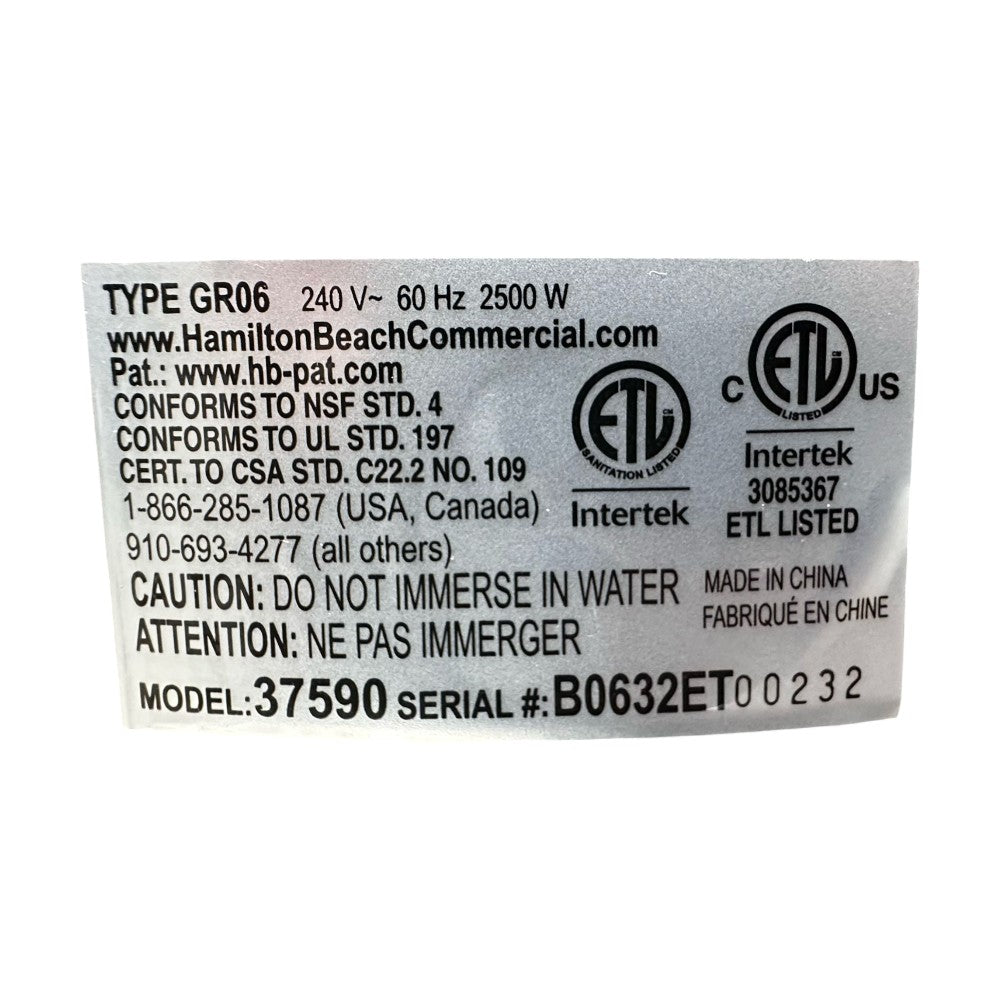 TYPE GR06 240 V~ 60 Hz 2500 W
www.HamiltonBeachCommercial.com
Pat.: www.hb-pat.com
CONFORMS TO NSF STD. 4
CONFORMS TO UL STD. 197
CERT. TO CSA STD. C22.2 NO. 109
1-866-285-1087 (USA, Canada)
910-693-4277 (all others)
ETL CM
SANITATION LISTED
Intertek
C ETL CM US
LISTED
Intertek
3085367
ETL LISTED
CAUTION: DO NOT IMMERSE IN WATER
ATTENTION: NE PAS IMMERGER
MADE IN CHINA
FABRIQUÉ EN CHINE
MODEL: 37590 SERIAL #: B0632ET00232